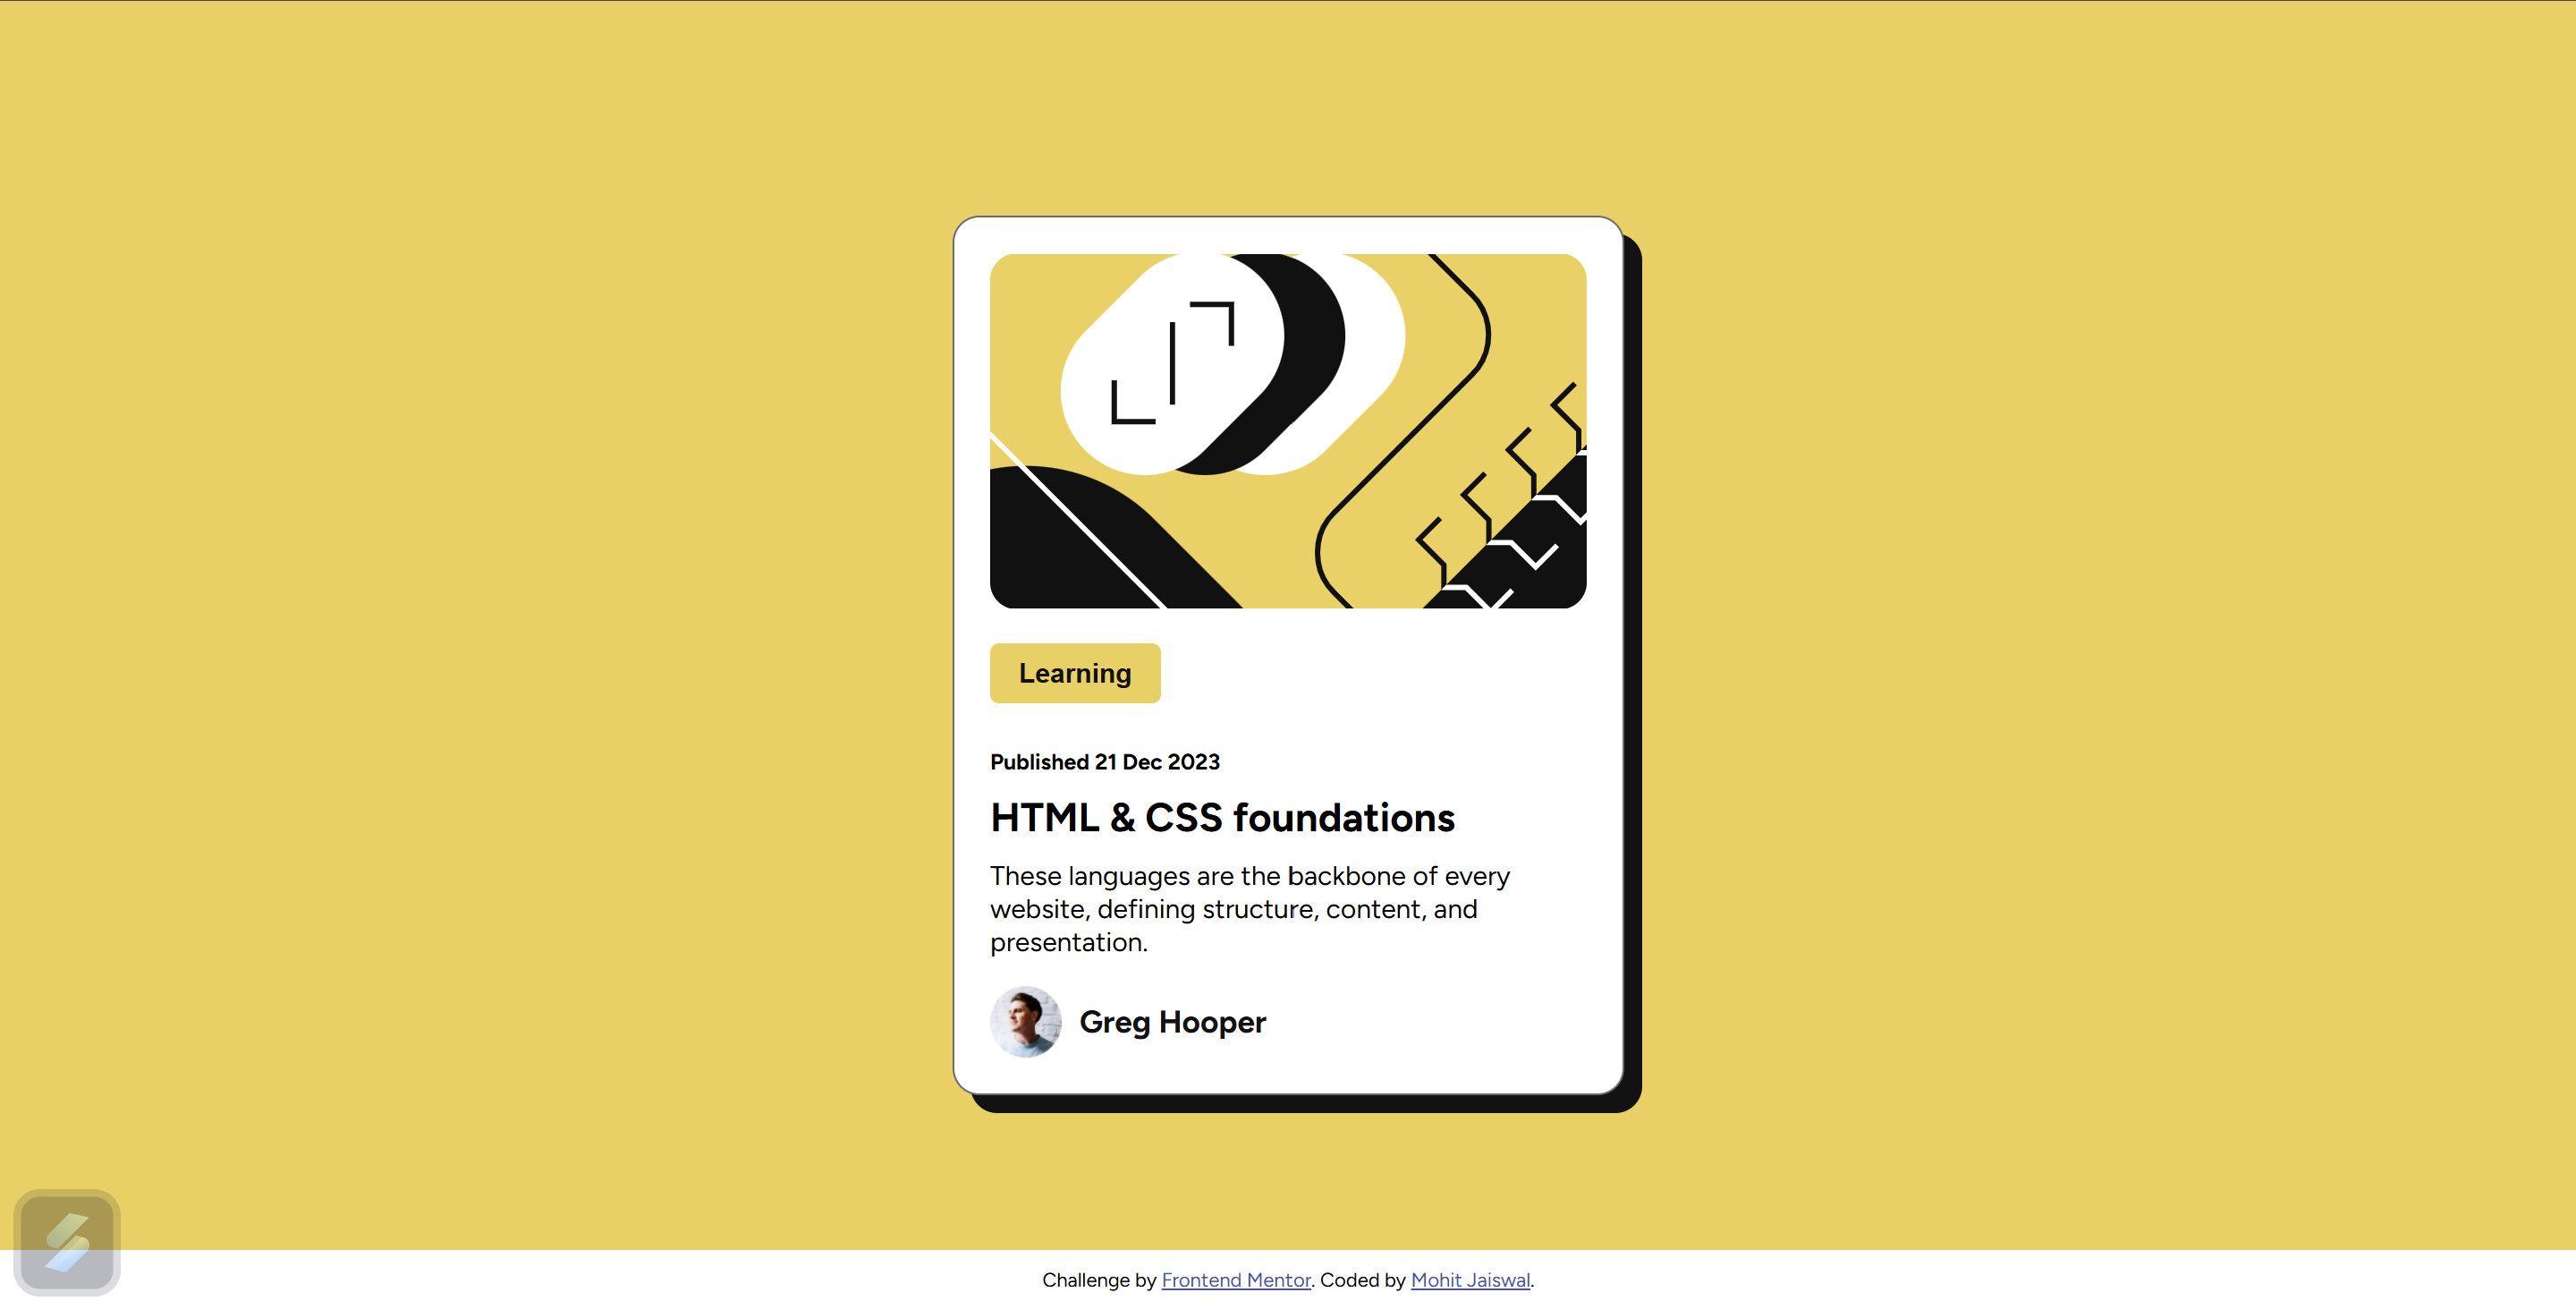 Learning
Published 21 Dec 2023
HTML & CSS foundations
These languages are the backbone of every
website, defining structure, content, and
presentation.
Greg Hooper
Challenge by Frontend Mentor. Coded by Mohit Jaiswal.